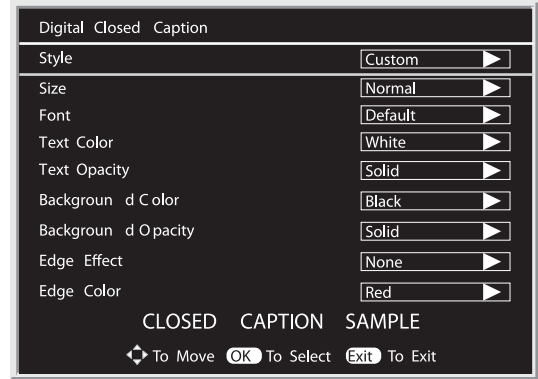 Digital Closed Caption
Style Custom
Size Normal
Font Default
Text Color White
Text Opacity Solid
Backgroun d C olor Black
Backgroun d O pacity Solid
Edge Effect None
Edge Color Red
CLOSED CAPTION SAMPLE
To Move OK To Select Exit To Exit